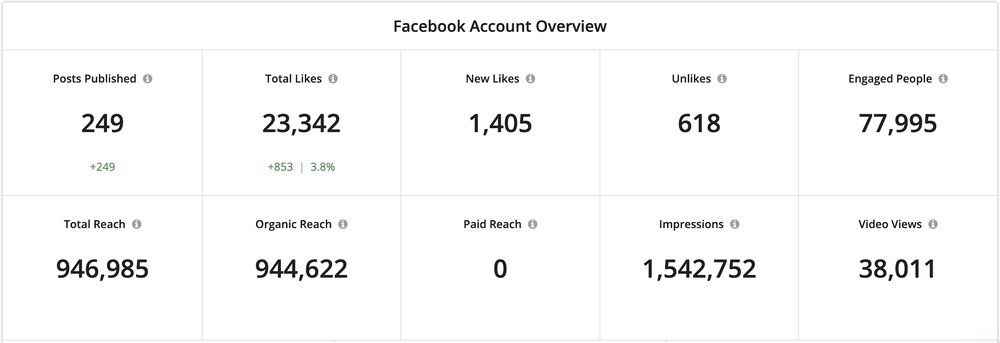 Facebook Account Overview
Posts Published
Total Likes
New Likes
Unlikes
Engaged People
249
23,342
1,405
618
77,995
+249
+853 | 3.8%
Total Reach
Organic Reach
Paid Reach
Impressions
Video Views
946,985
944,622
0
1,542,752
38,011